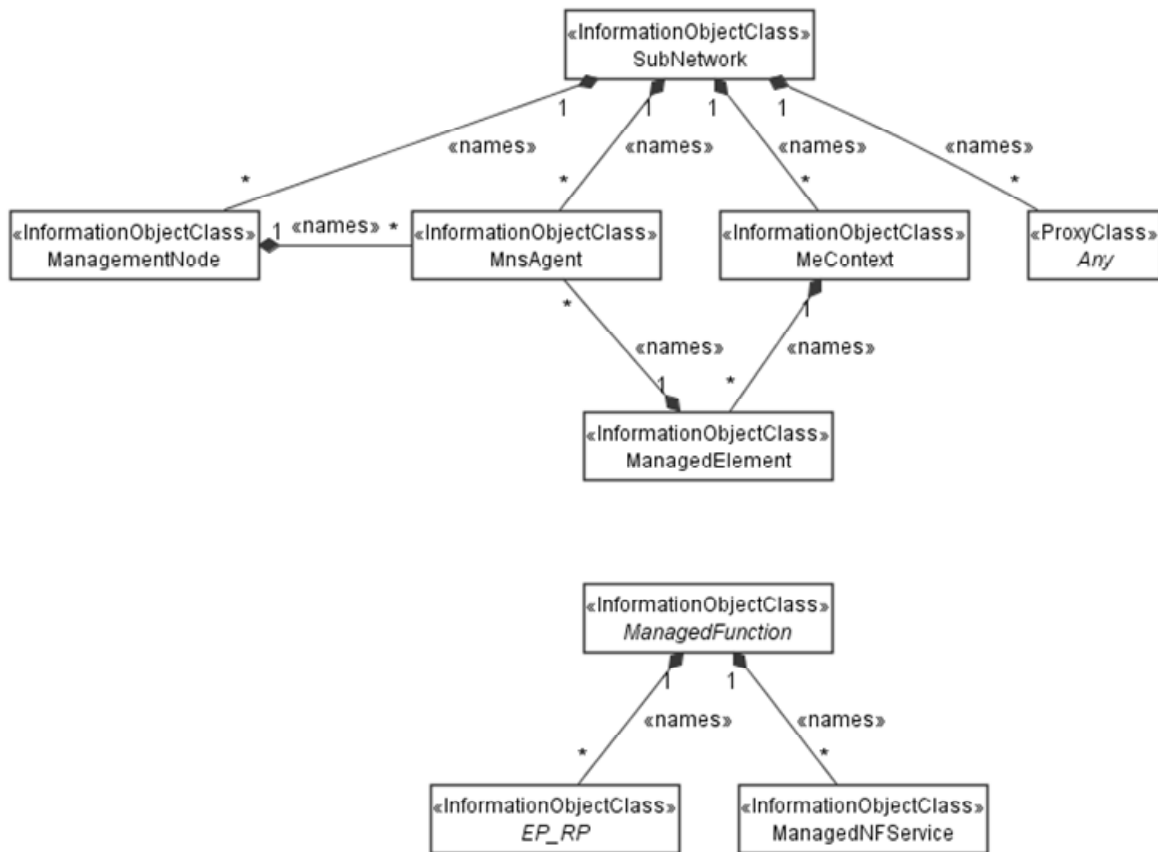 «InformationObjectClass»
SubNetwork
1
1
1
1
«names»
«names»
«names»
«names»
*
*
*
*
«InformationObjectClass»
ManagementNode
1
«names»
*
«InformationObjectClass»
MnsAgent
«InformationObjectClass»
MeContext
«ProxyClass»
Any
*
1
«names»
«names»
1
*
«InformationObjectClass»
ManagedElement
«InformationObjectClass»
ManagedFunction
1
1
«names»
«names»
*
*
«InformationObjectClass»
EP_RP
«InformationObjectClass»
ManagedNFService